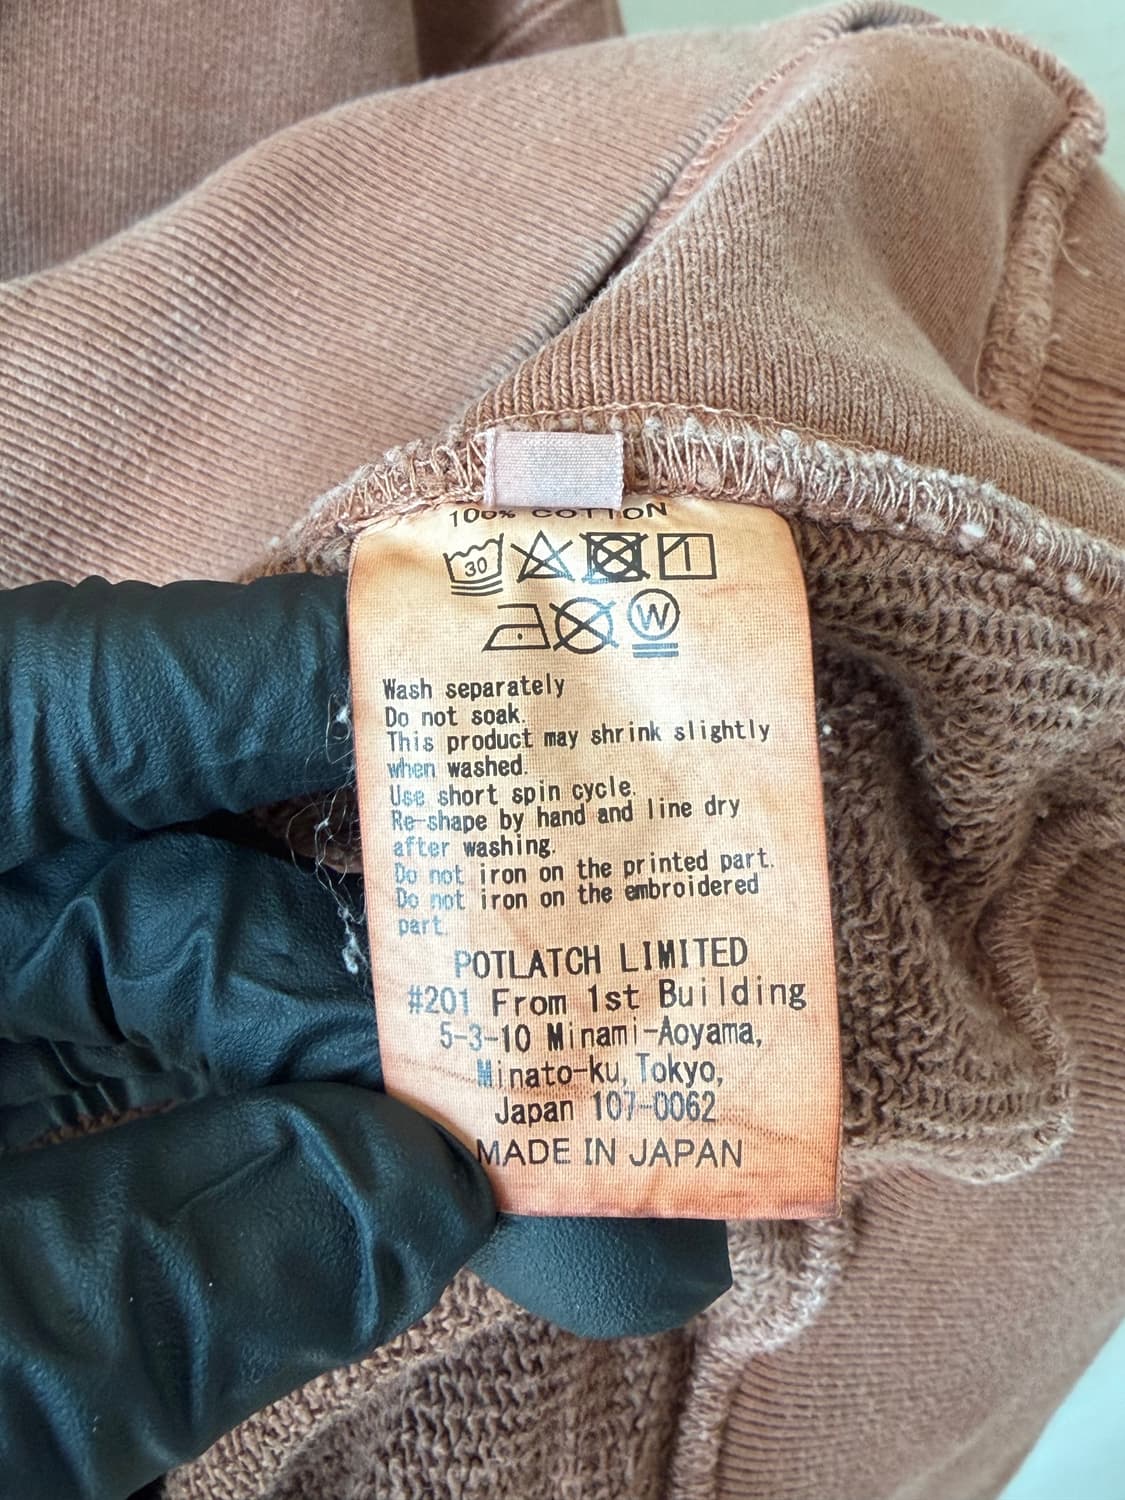 100% COTTON
30
W
Wash separately
Do not soak.
This product may shrink slightly
when washed.
Use short spin cycle.
Re-shape by hand and line dry
after washing.
Do not iron on the printed part.
Do not iron on the embroidered
part.
POTLATCH LIMITED
#201 From 1st Building
5-3-10 Minami-Aoyama,
Minato-ku, Tokyo,
Japan 107-0062
MADE IN JAPAN